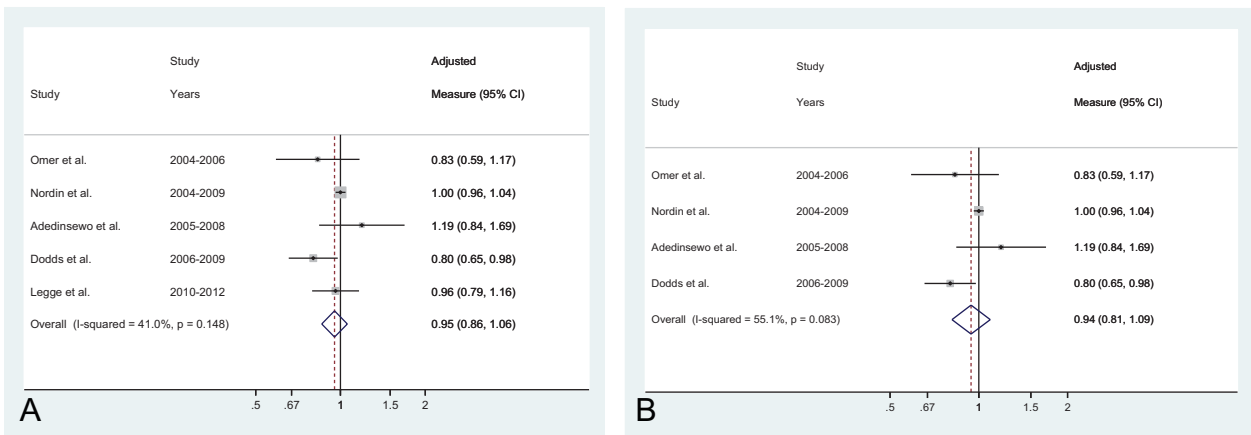 Study Adjusted
Study Years Measure (95% CI)
Omer et al. 2004-2006 0.83 (0.59, 1.17)
Nordin et al. 2004-2009 1.00 (0.96, 1.04)
Adedinsewo et al. 2005-2008 1.19 (0.84, 1.69)
Dodds et al. 2006-2009 0.80 (0.65, 0.98)
Legge et al. 2010-2012 0.96 (0.79, 1.16)
Overall (I-squared = 41.0%, p = 0.148) 0.95 (0.86, 1.06)
.5 .67 1 1.5 2
A
Study Adjusted
Study Years Measure (95% CI)
Omer et al. 2004-2006 0.83 (0.59, 1.17)
Nordin et al. 2004-2009 1.00 (0.96, 1.04)
Adedinsewo et al. 2005-2008 1.19 (0.84, 1.69)
Dodds et al. 2006-2009 0.80 (0.65, 0.98)
Overall (I-squared = 55.1%, p = 0.083) 0.94 (0.81, 1.09)
.5 .67 1 1.5 2
B